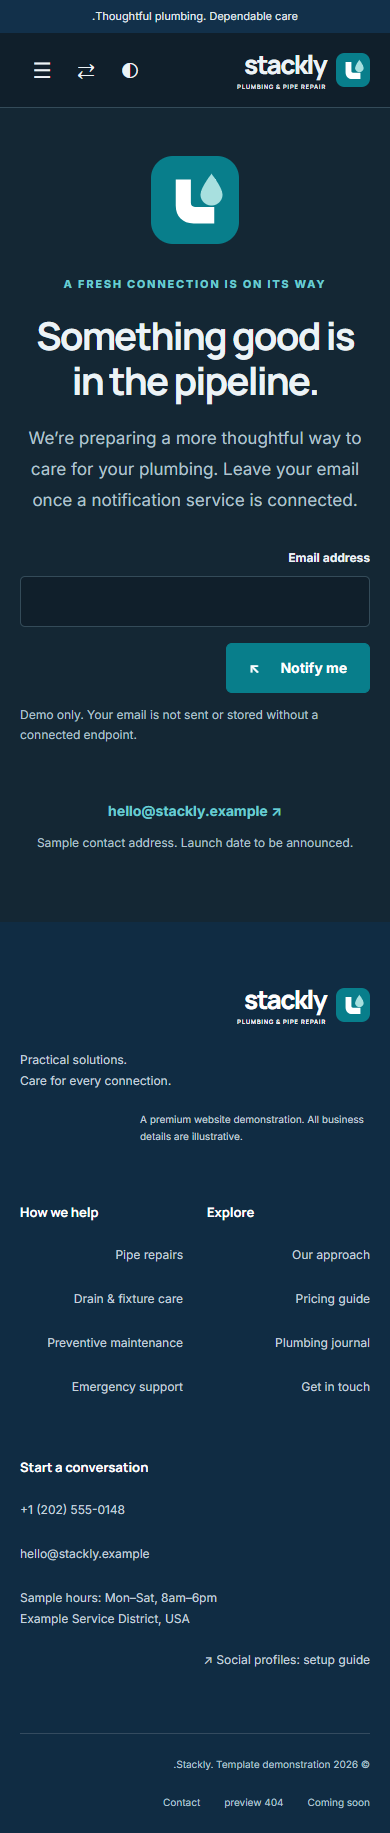 .Thoughtful plumbing. Dependable care
stackly
PLUMBING & PIPE REPAIR
A FRESH CONNECTION IS ON ITS WAY
Something good is
in the pipeline.
We're preparing a more thoughtful way to
care for your plumbing. Leave your email
once a notification service is connected.
Email address
↖ Notify me
Demo only. Your email is not sent or stored without a
connected endpoint.
hello@stackly.example ↗
Sample contact address. Launch date to be announced.
stackly
PLUMBING & PIPE REPAIR
Practical solutions.
Care for every connection.
A premium website demonstration. All business
details are illustrative.
How we help
Pipe repairs
Drain & fixture care
Preventive maintenance
Emergency support
Explore
Our approach
Pricing guide
Plumbing journal
Get in touch
Start a conversation
+1 (202) 555-0148
hello@stackly.example
Sample hours: Mon–Sat, 8am–6pm
Example Service District, USA
↗ Social profiles: setup guide
.Stackly. Template demonstration 2026 ©
Contact preview 404 Coming soon